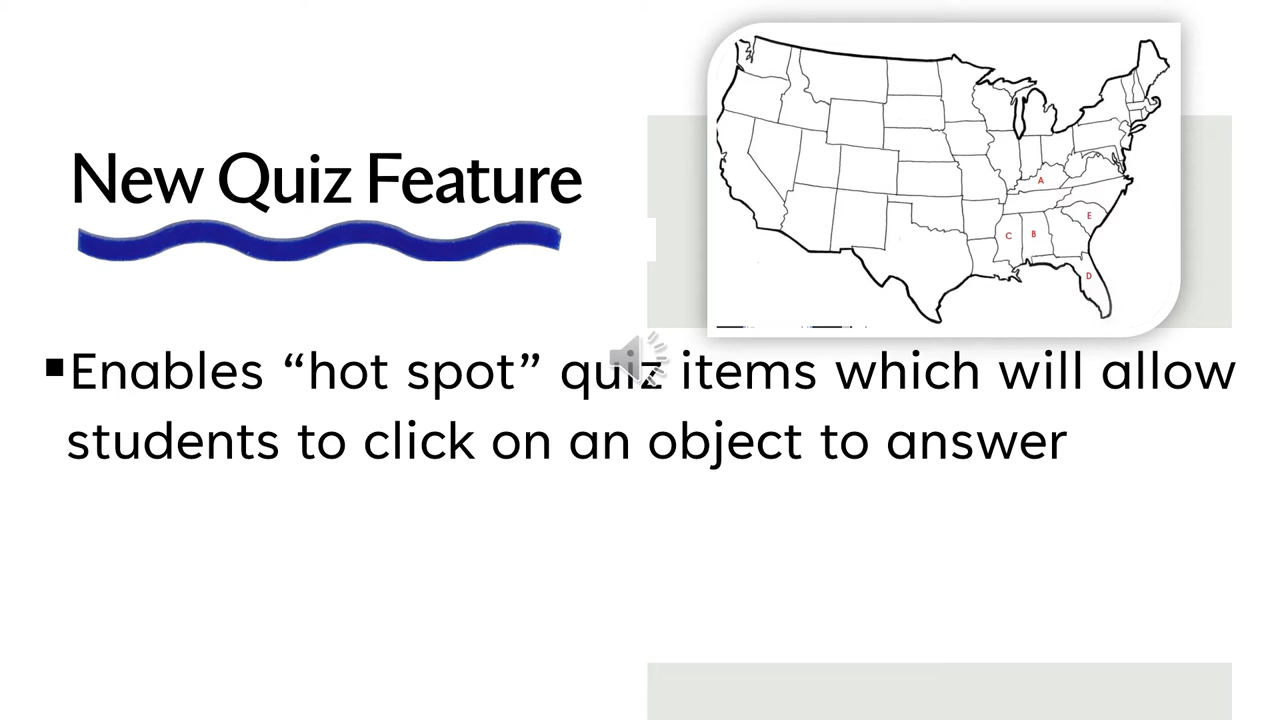 New Quiz Feature
A
E
C
B
D
▪Enables “hot spot” quiz items which will allow
students to click on an object to answer